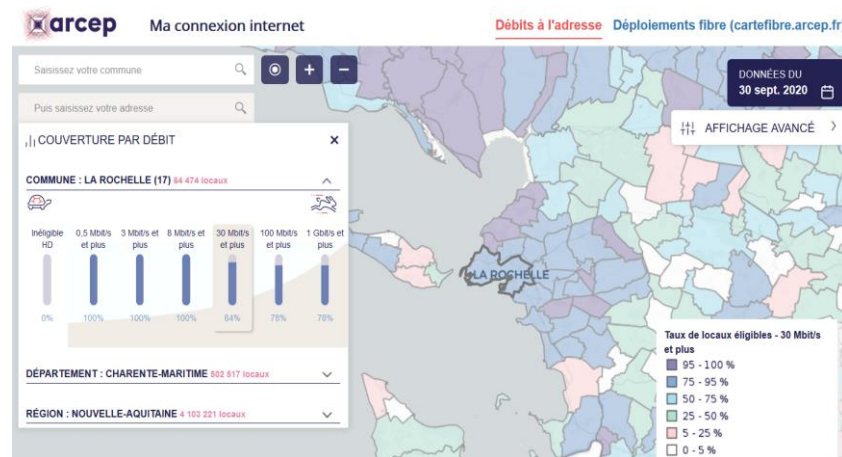 arcep
Ma connexion internet
Débits à l'adresse
Déploiements fibre (cartefibre.arcep.fr)
Saisissez votre commune
+
−
Puis saisissez votre adresse
DONNÉES DU
30 sept. 2020
AFFICHAGE AVANCÉ
COUVERTURE PAR DÉBIT
×
COMMUNE : LA ROCHELLE (17) 64 474 locaux
Inéligible HD
0,5 Mbit/s et plus
3 Mbit/s et plus
8 Mbit/s et plus
30 Mbit/s et plus
100 Mbit/s et plus
1 Gbit/s et plus
0%
100%
100%
100%
84%
78%
78%
DÉPARTEMENT : CHARENTE-MARITIME 502 517 locaux
RÉGION : NOUVELLE-AQUITAINE 4 103 221 locaux
LA ROCHELLE
Taux de locaux éligibles - 30 Mbit/s
et plus
95 - 100 %
75 - 95 %
50 - 75 %
25 - 50 %
5 - 25 %
0 - 5 %